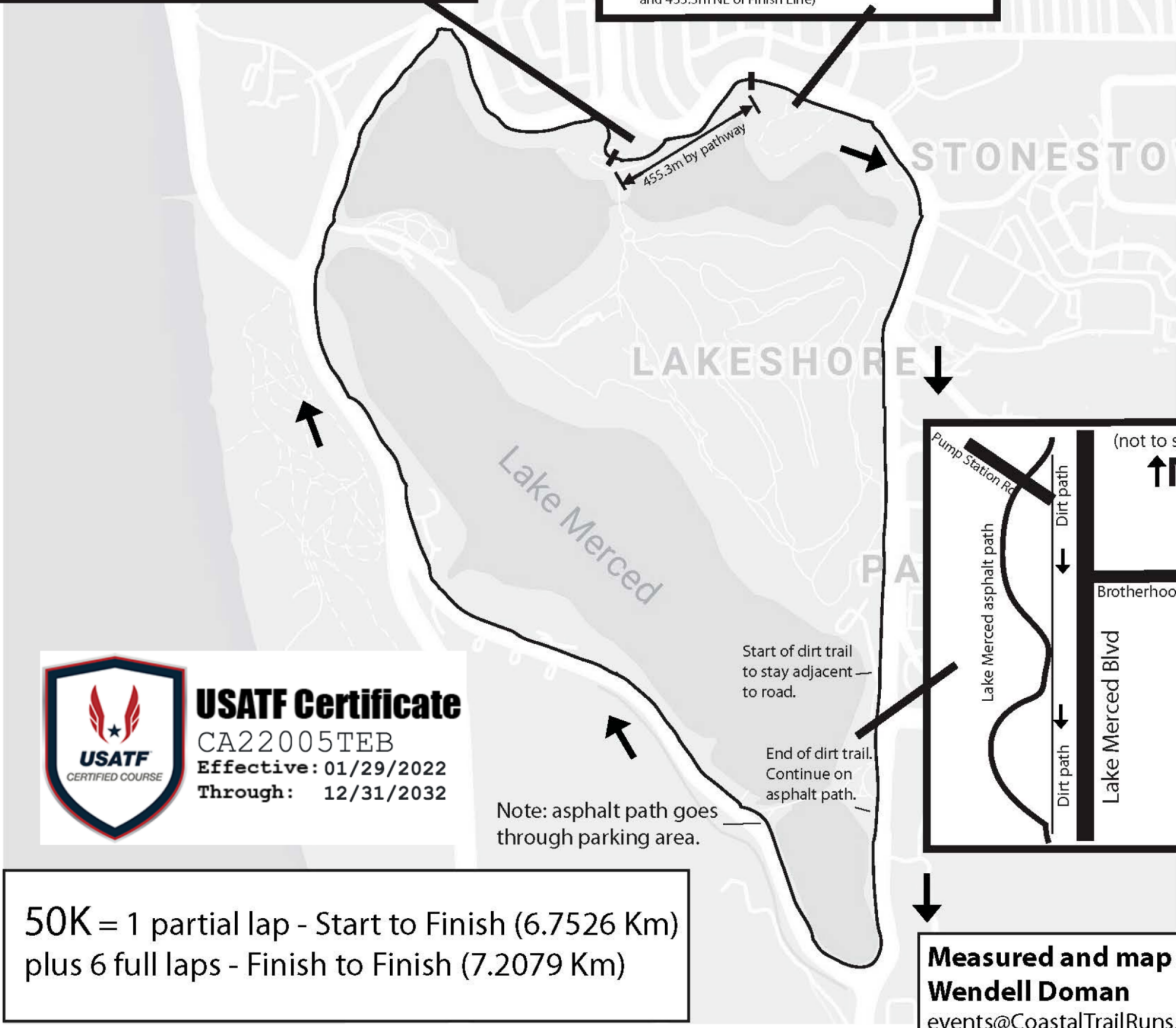 and 455.3m NE of Finish Line)
455.3m by pathway
STONESTO
LAKESHORE
Lake Merced
PA
Start of dirt trail
to stay adjacent
to road.
End of dirt trail.
Continue on
asphalt path.
Note: asphalt path goes
through parking area.
Pump Station Rd
(not to s
Dirt path
Lake Merced asphalt path
Brotherhoo
Lake Merced Blvd
Dirt path
USATF
CERTIFIED COURSE
USATF Certificate
CA22005TEB
Effective: 01/29/2022
Through: 12/31/2032
50K = 1 partial lap - Start to Finish (6.7526 Km)
plus 6 full laps - Finish to Finish (7.2079 Km)
Measured and map
Wendell Doman
events@CoastalTrailRuns